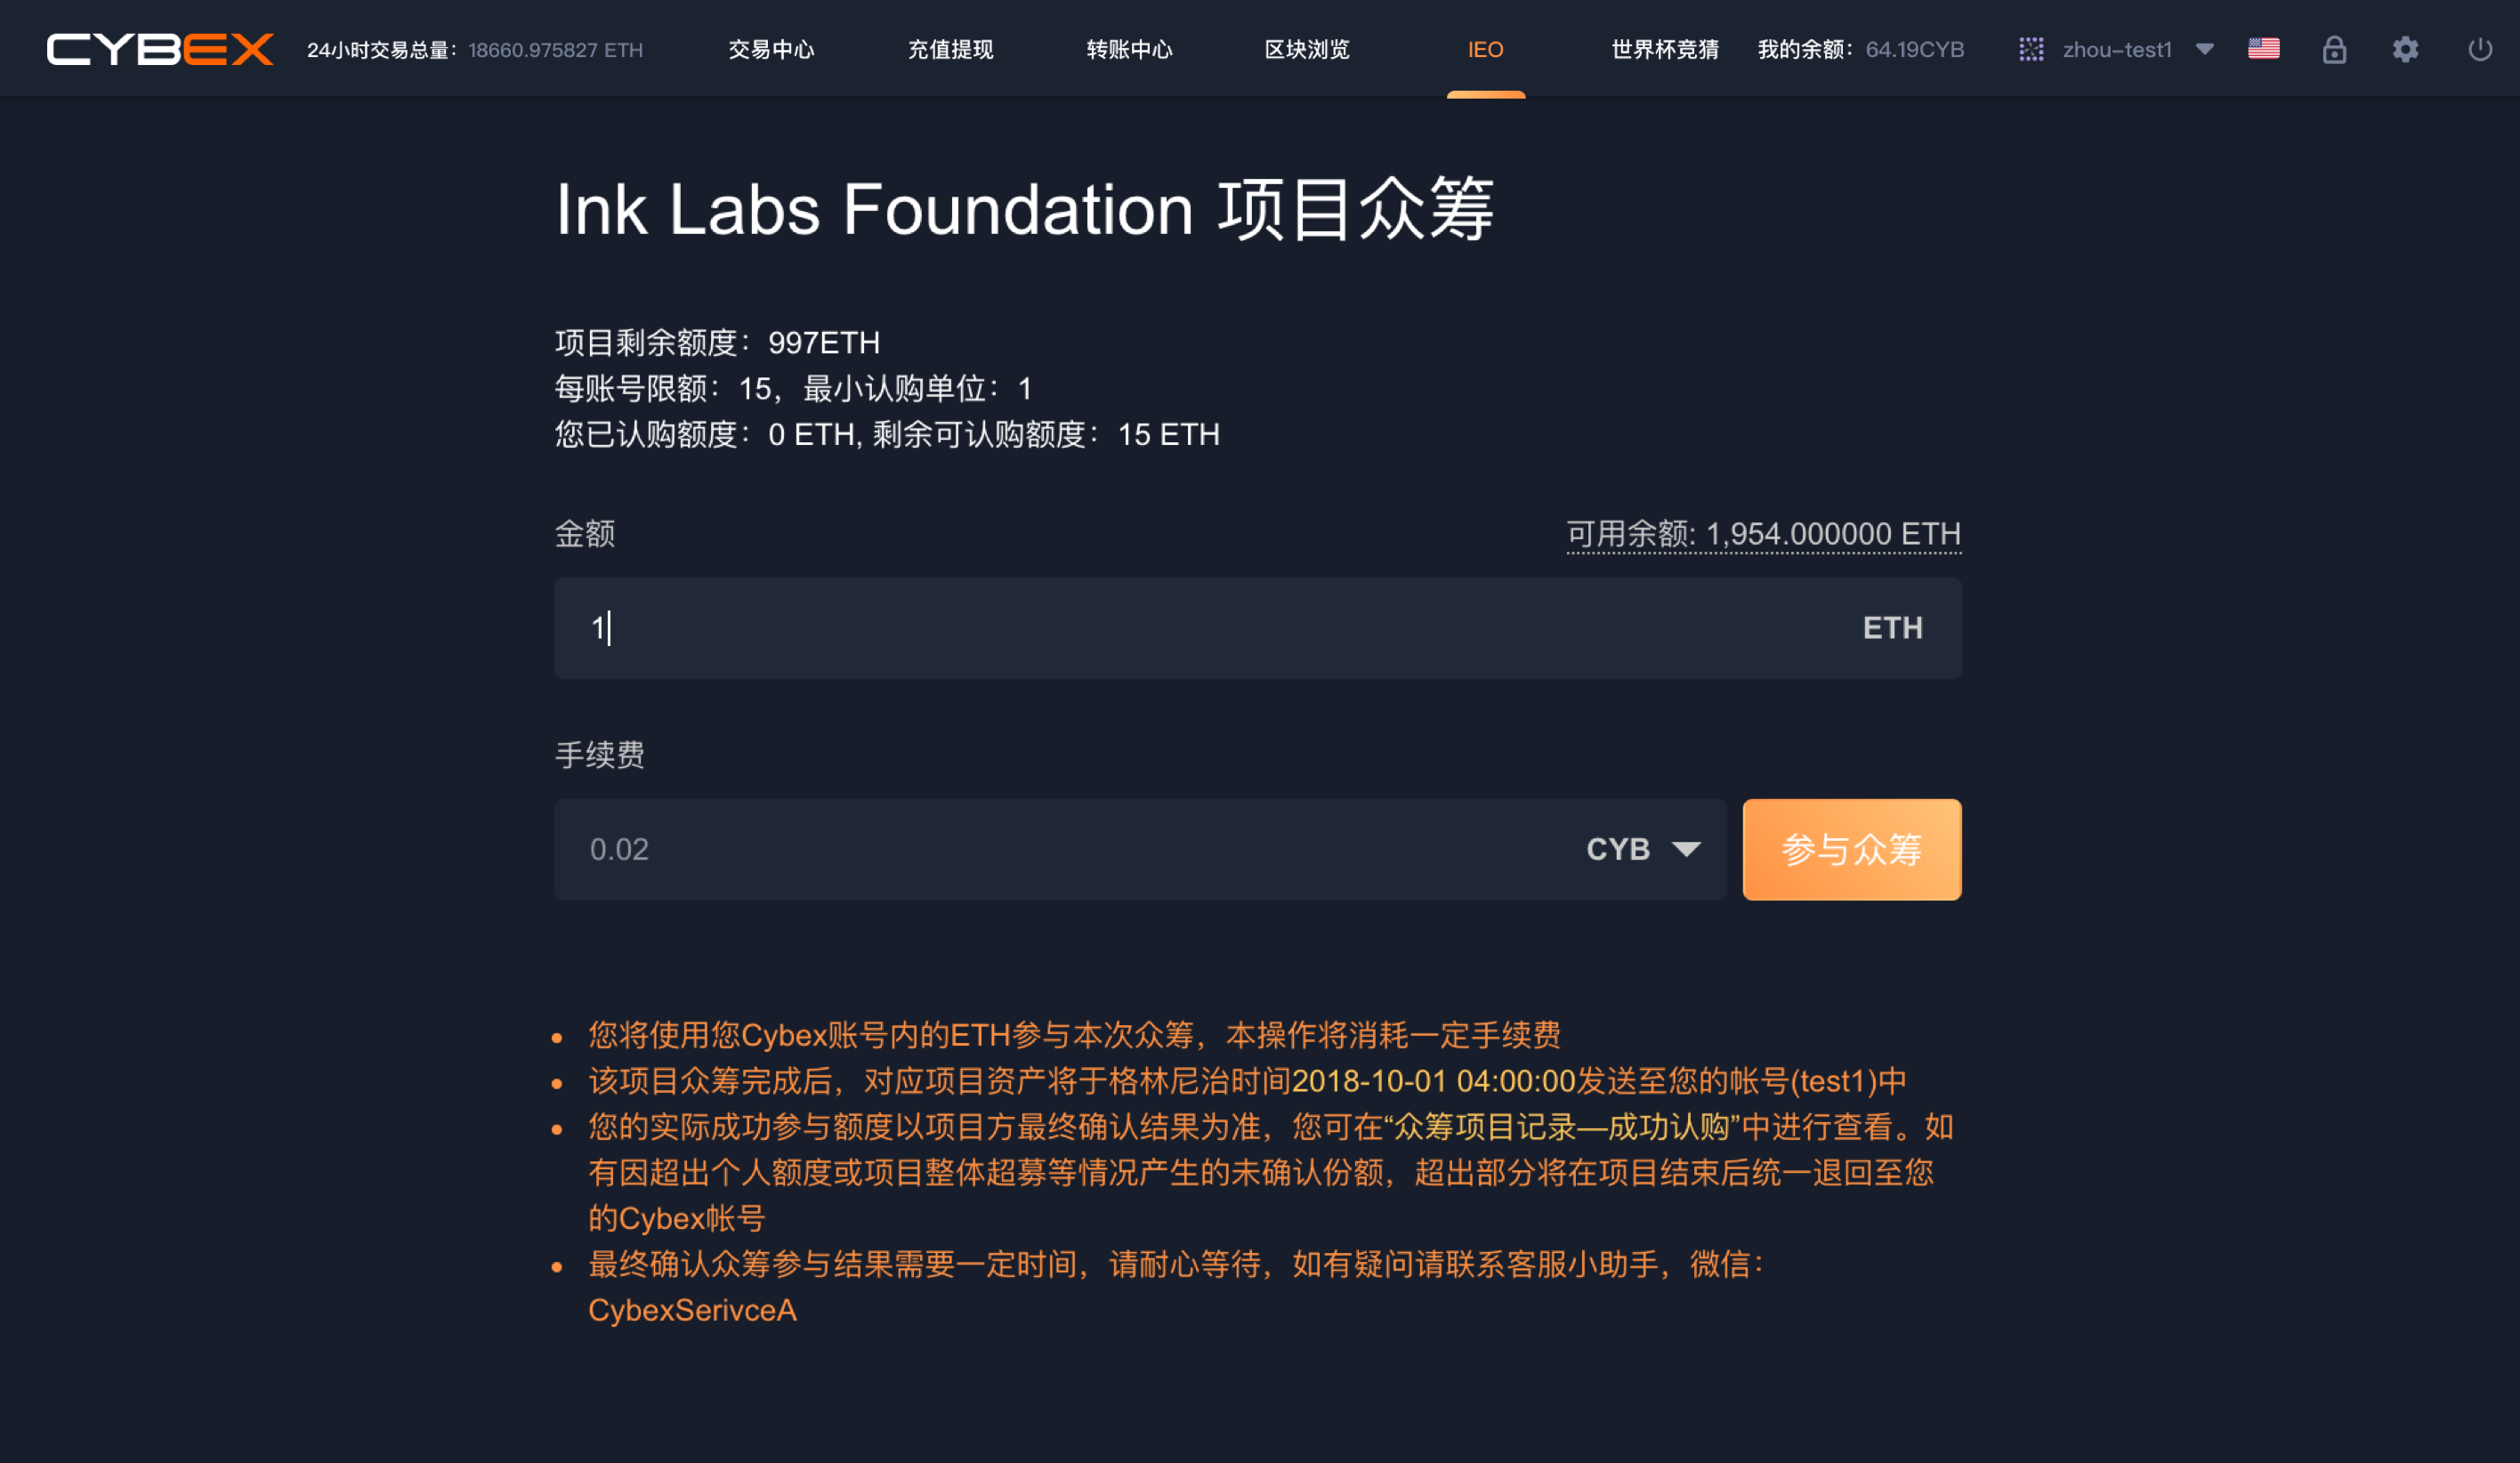 CYBEX 24小时交易总量：18660.975827 ETH 交易中心 充值提现 转账中心 区块浏览 IEO 世界杯竞猜 我的余额：64.19CYB zhou-test1
Ink Labs Foundation 项目众筹
项目剩余额度：997ETH
每账号限额：15，最小认购单位：1
您已认购额度：0 ETH, 剩余可认购额度：15 ETH
金额 可用余额: 1,954.000000 ETH
1 ETH
手续费
0.02 CYB 参与众筹
您将使用您Cybex账号内的ETH参与本次众筹，本操作将消耗一定手续费
该项目众筹完成后，对应项目资产将于格林尼治时间2018-10-01 04:00:00发送至您的帐号(test1)中
您的实际成功参与额度以项目方最终确认结果为准，您可在“众筹项目记录—成功认购”中进行查看。如
有因超出个人额度或项目整体超募等情况产生的未确认份额，超出部分将在项目结束后统一退回至您
的Cybex帐号
最终确认众筹参与结果需要一定时间，请耐心等待，如有疑问请联系客服小助手，微信：
CybexSerivceA